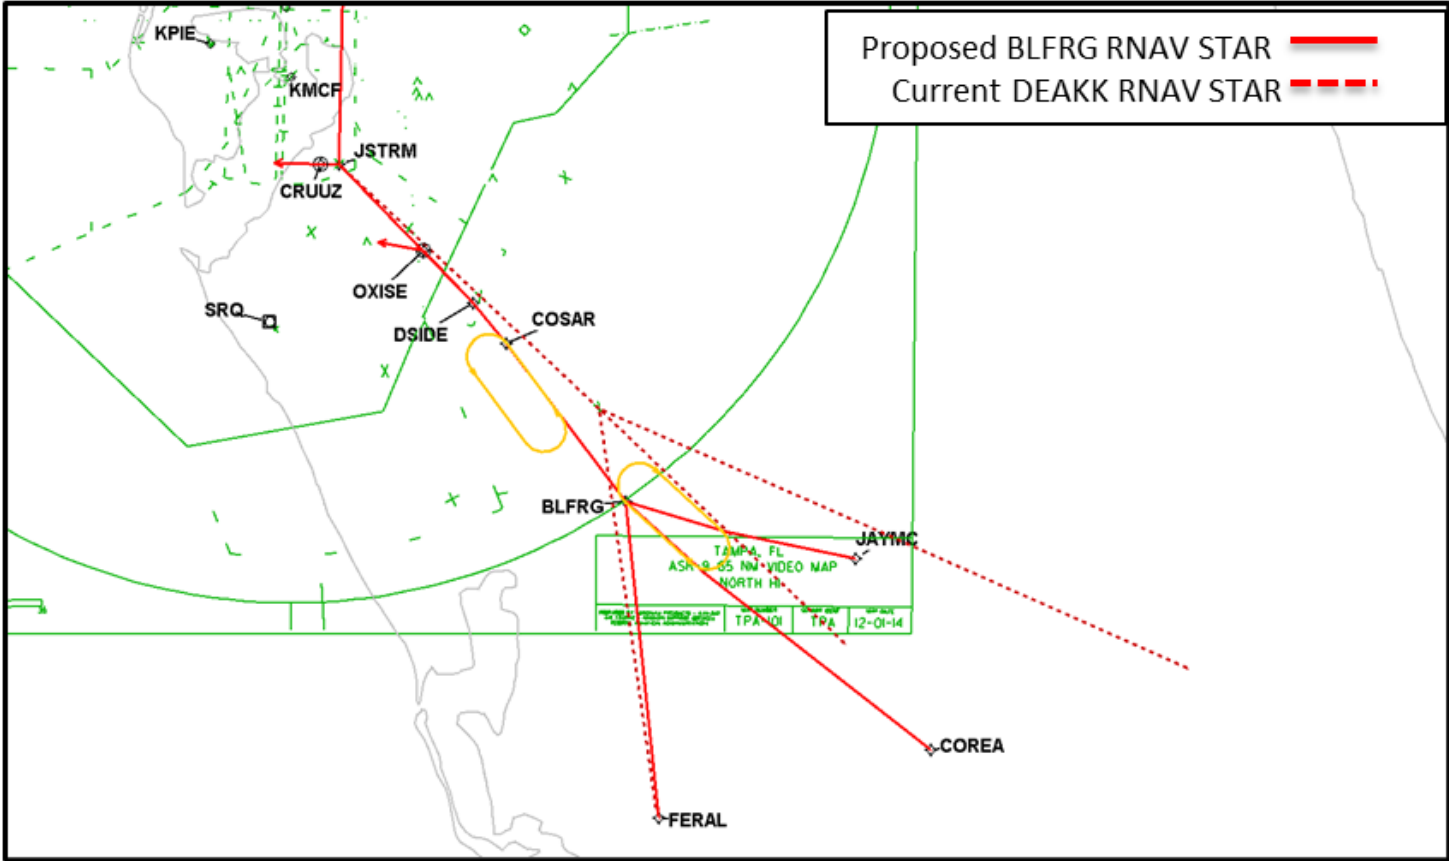 KPIE
Proposed BLFRG RNAV STAR
KMCF
Current DEAKK RNAV STAR
JSTRM
CRUUZ
OXISE
SRQ
DSIDE
COSAR
BLFRG
JAYMC
TAMPA, FL
ASR-9 65 NM VIDEO MAP
NORTH HI
TPA-101
TPA
12-01-14
COREA
FERAL